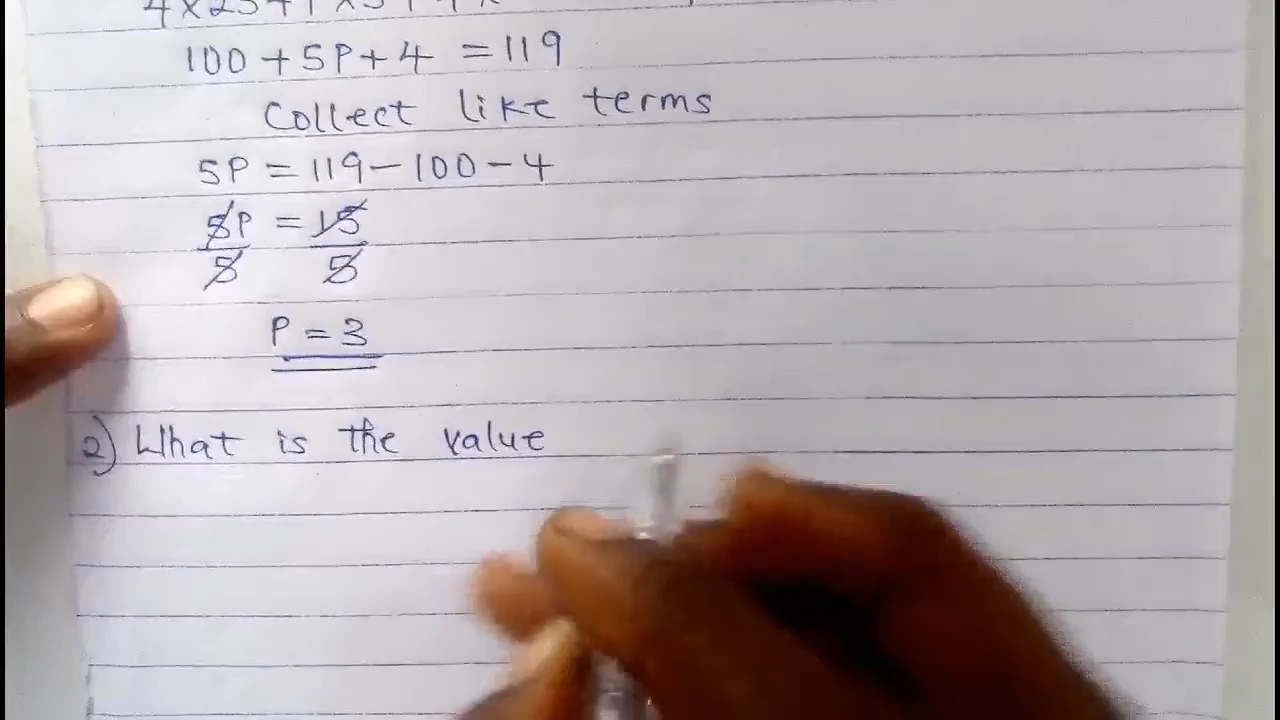 100 + 5P + 4 = 119
Collect like terms
5P = 119 - 100 - 4
5P = 15
5 5
P = 3
2) What is the value